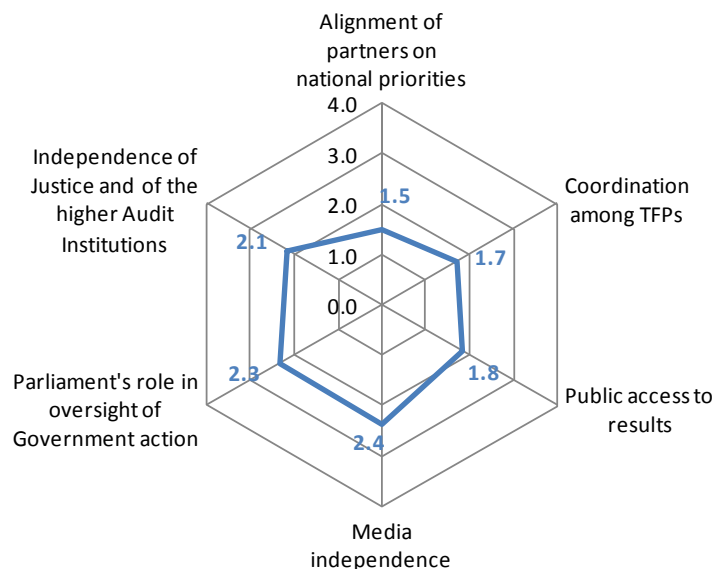 Alignment of
partners on
national priorities
4.0
3.0
2.0
1.0
0.0
1.5
Coordination
among TFPs
1.7
Public access to
results
1.8
Media
independence
2.4
Parliament's role in
oversight of
Government action
2.3
Independence of
Justice and of the
higher Audit
Institutions
2.1